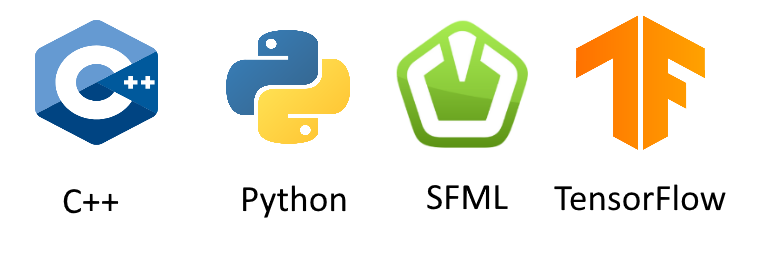 C++
C++ Python SFML TensorFlow